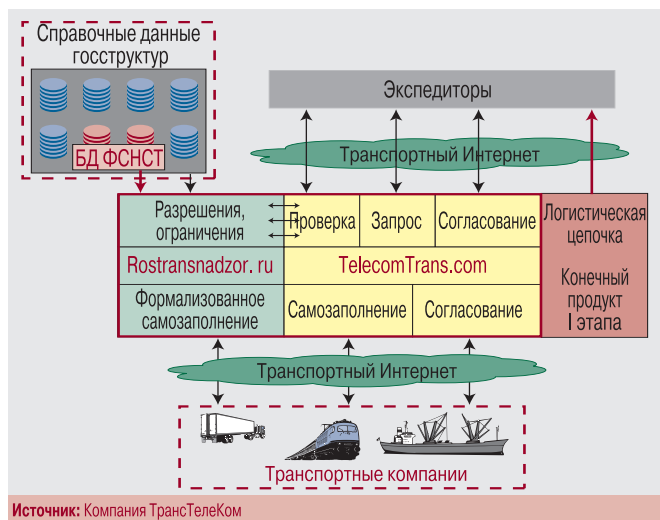 Справочные данные
госструктур
БД ФСНСТ
Экспедиторы
Транспортный Интернет
Разрешения,
ограничения
Проверка
Запрос
Согласование
Логистическая
цепочка
Rostransnadzor. ru
TelecomTrans.com
Конечный
продукт
I этапа
Формализованное
самозаполнение
Самозаполнение
Согласование
Транспортный Интернет
Транспортные компании
Источник: Компания ТрансТелеКом